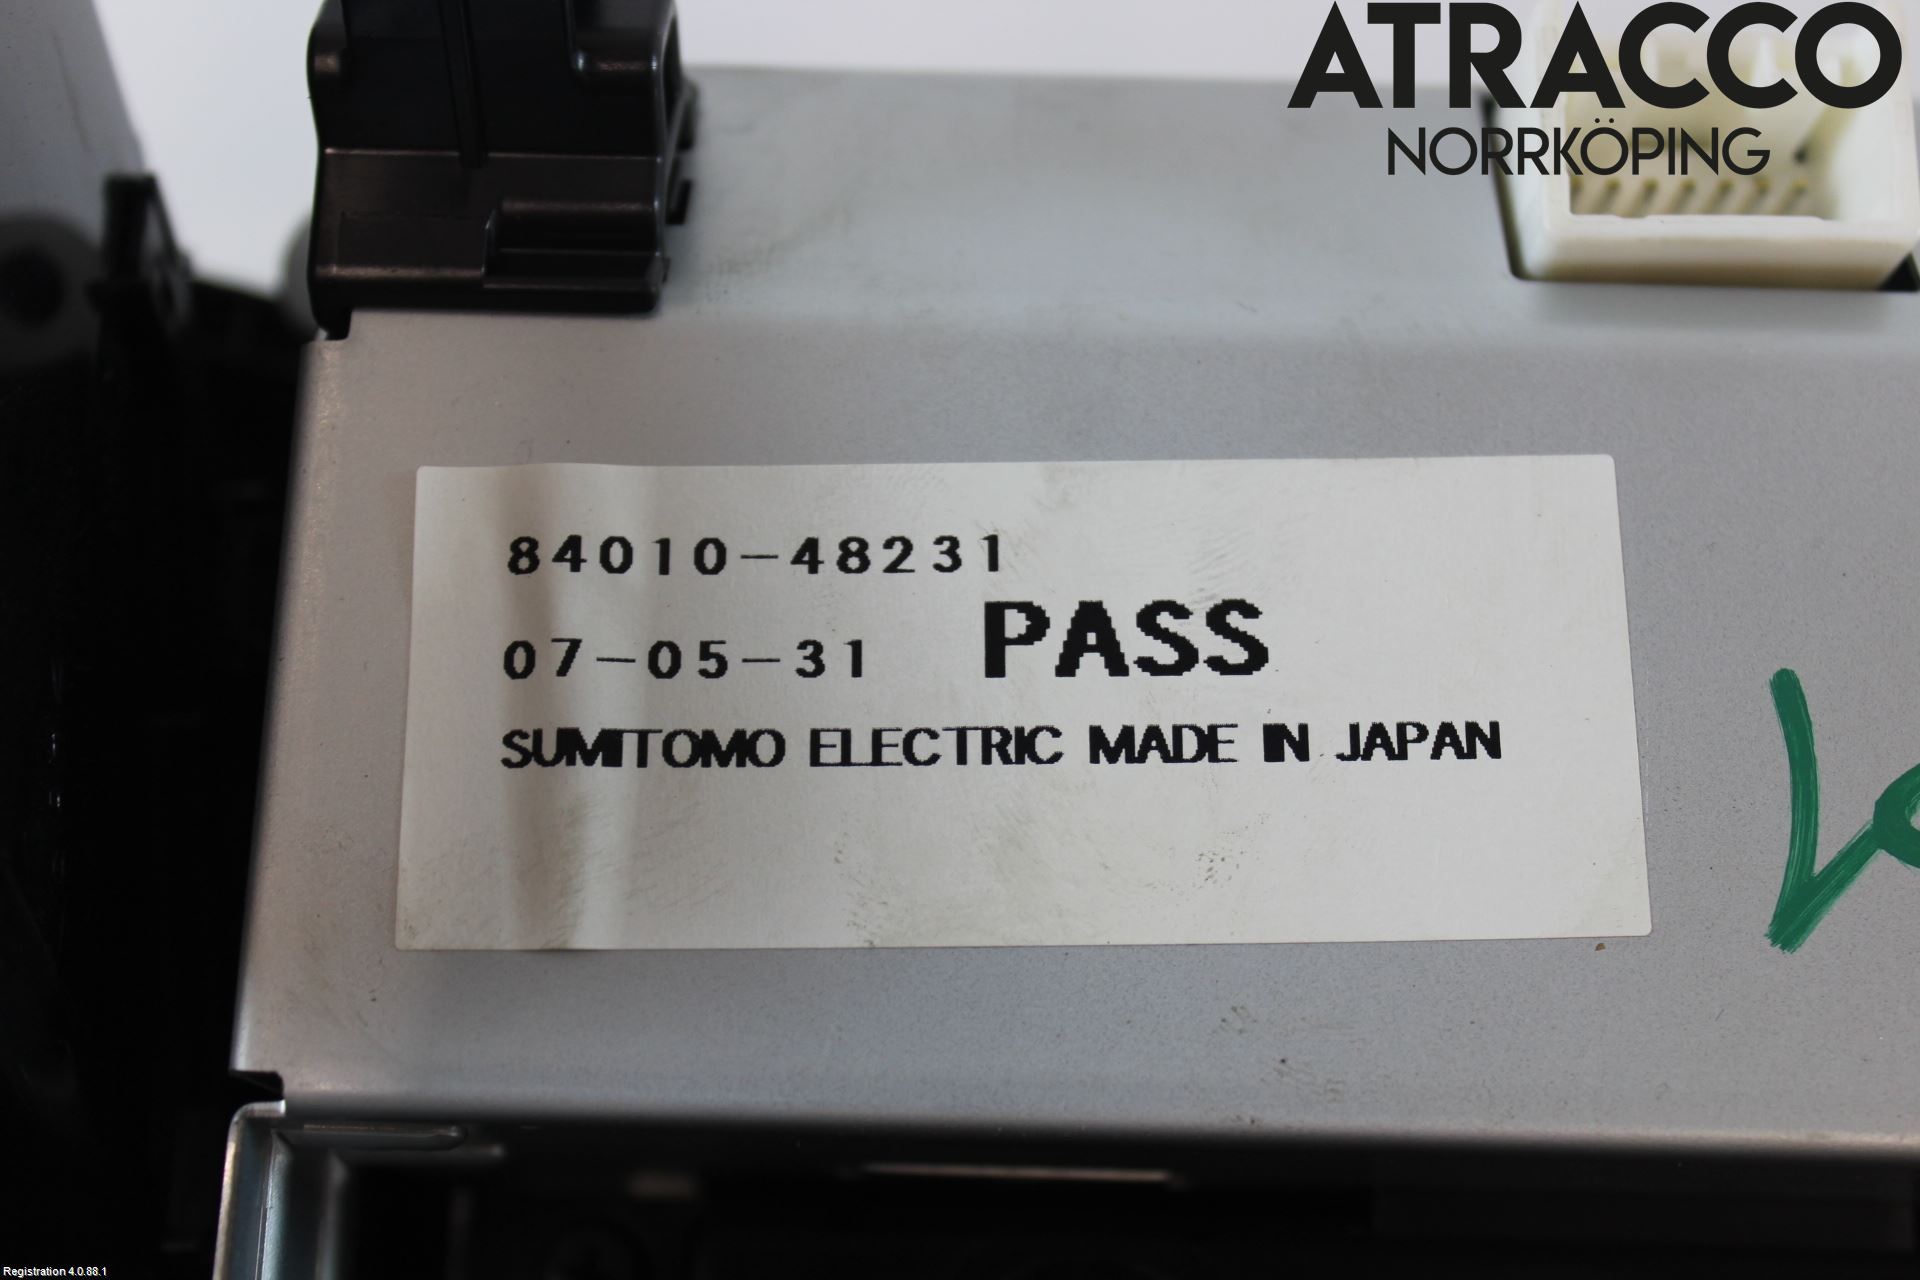 ATRACCO
NORRKÖPING
84010-48231
07-05-31 PASS
SUMITOMO ELECTRIC MADE IN JAPAN
Registration 4.0.88.1